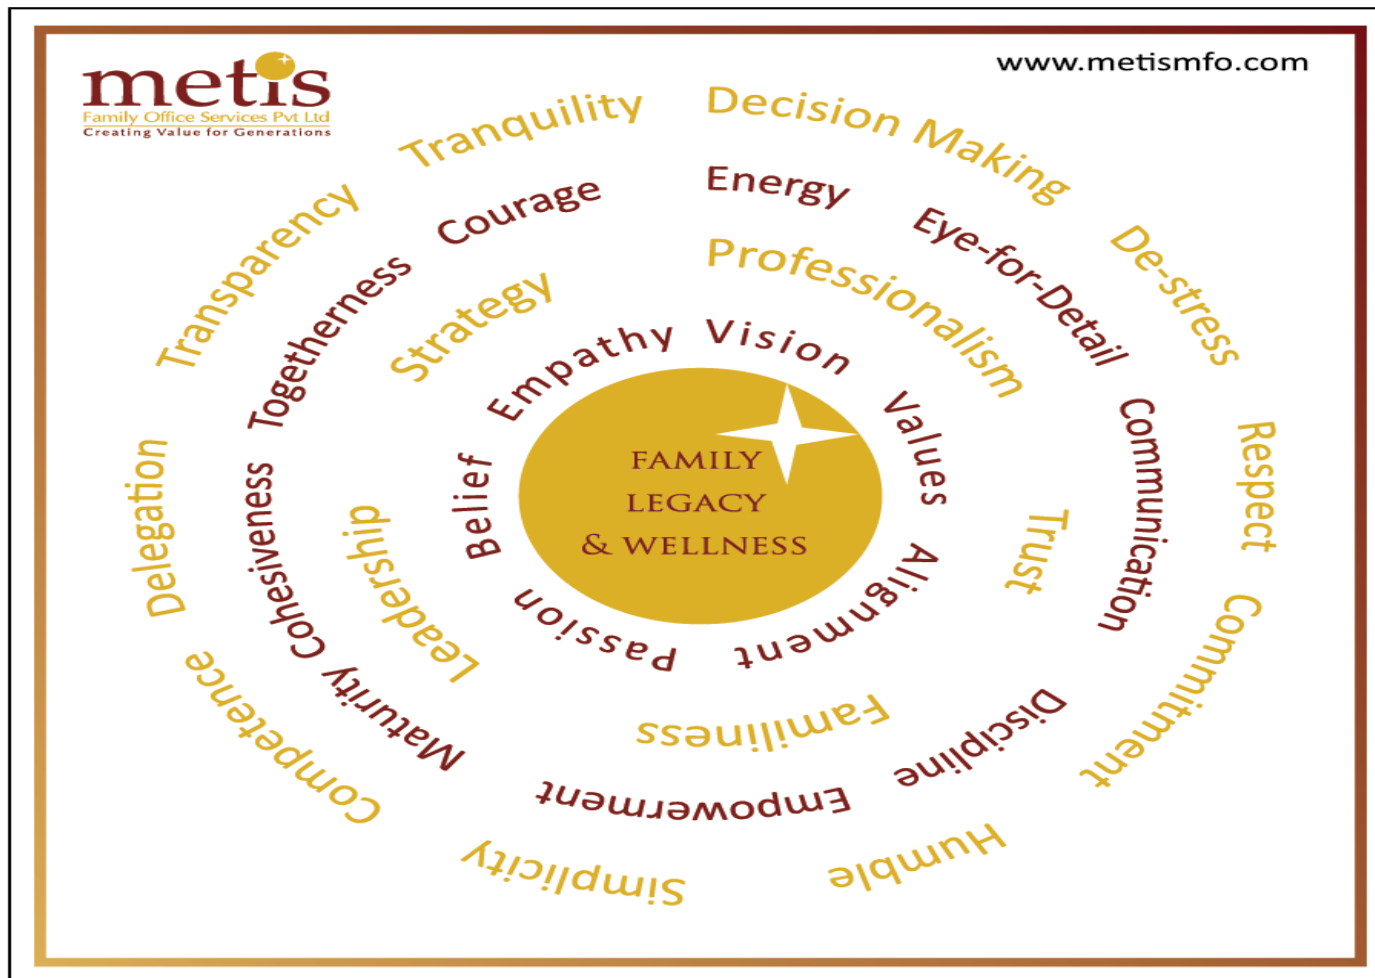 metis
Family Office Services Pvt Ltd
Creating Value for Generations
www.metismfo.com
Decision Making
De-stress
Respect
Commitment
Humble
Simplicity
Competence
Delegation
Transparency
Tranquility
Energy
Eye-for-Detail
Communication
Discipline
Empowerment
Maturity
Cohesiveness
Togetherness
Courage
Professionalism
Trust
Familiness
Leadership
Strategy
Vision
Values
Alignment
Passion
Belief
Empathy
FAMILY
LEGACY
& WELLNESS